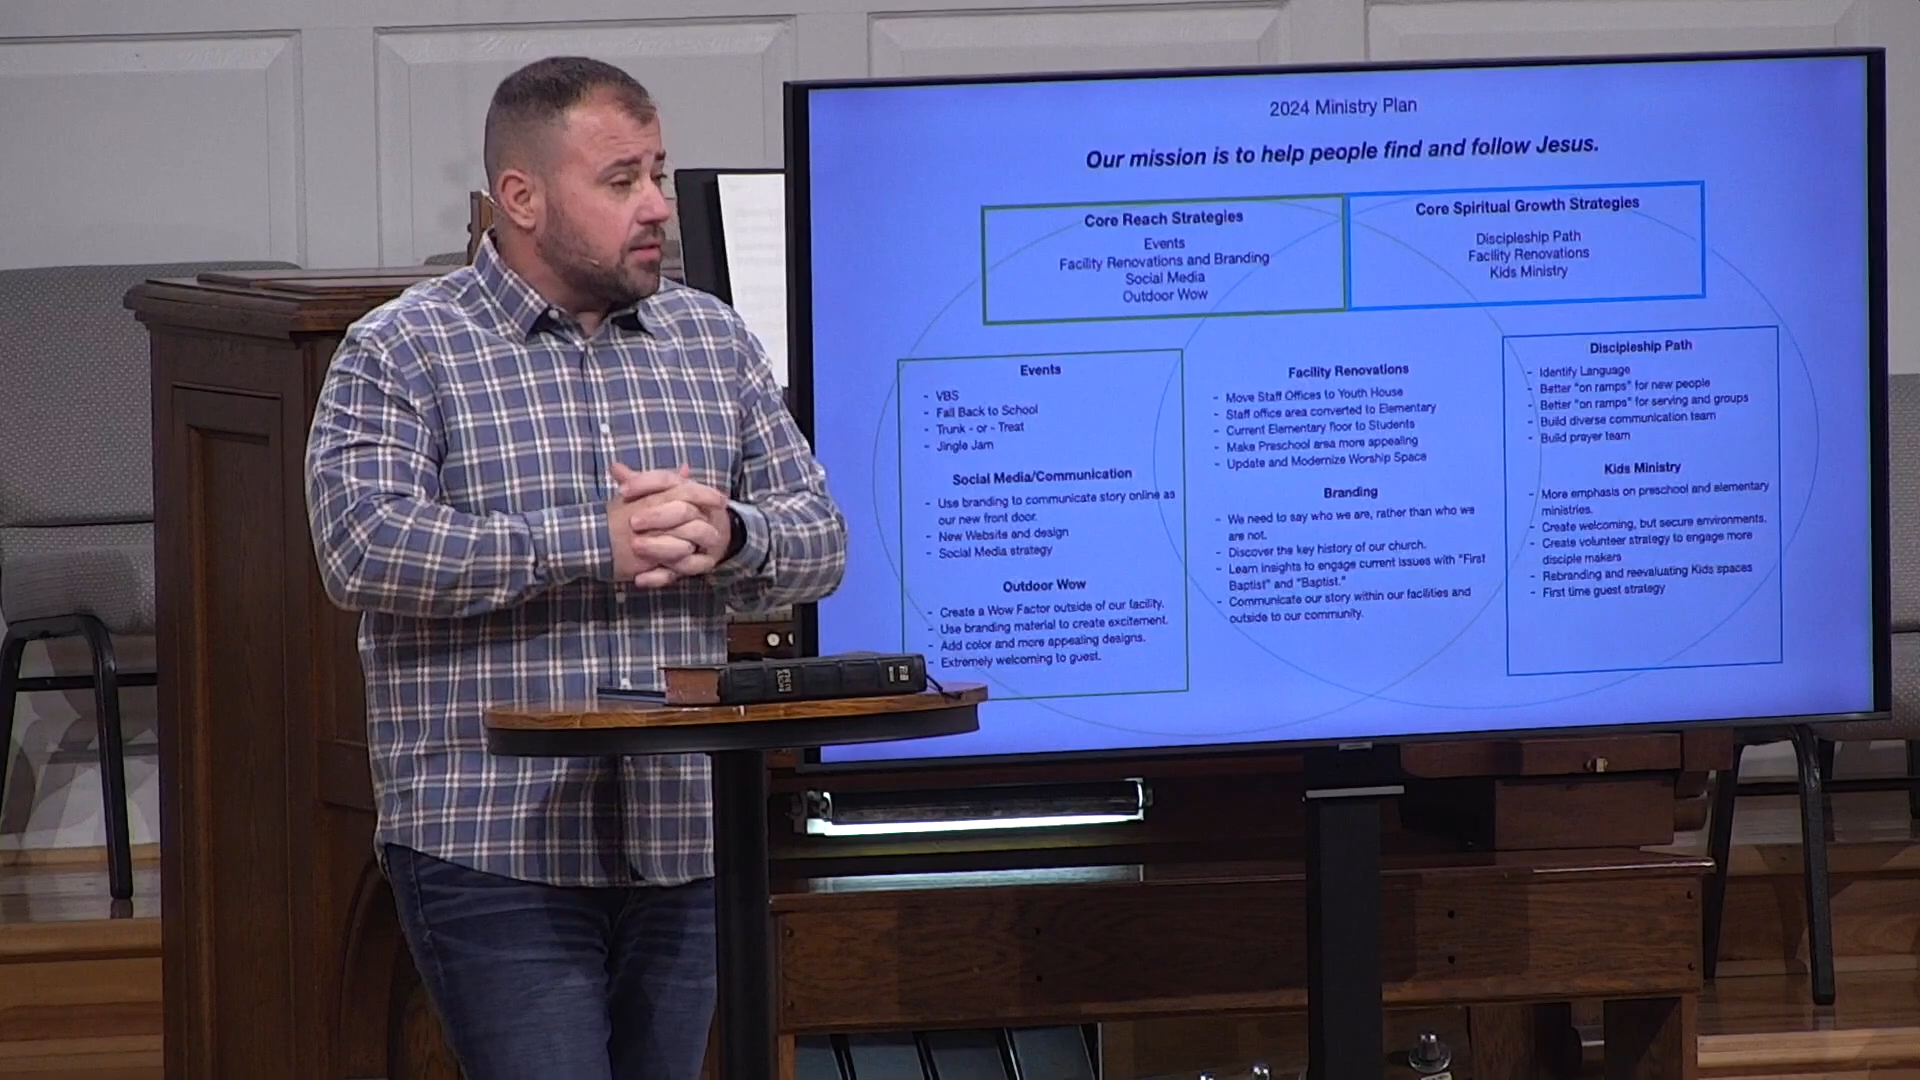 2024 Ministry Plan
Our mission is to help people find and follow Jesus.
Core Reach Strategies
Events
Facility Renovations and Branding
Social Media
Outdoor Wow
Core Spiritual Growth Strategies
Discipleship Path
Facility Renovations
Kids Ministry
Events
- VBS
- Fall Back to School
- Trunk - or - Treat
- Jingle Jam
Social Media/Communication
- Use branding to communicate story online as
our new front door.
- New Website and design
- Social Media strategy
Outdoor Wow
- Create a Wow Factor outside of our facility.
- Use branding material to create excitement.
- Add color and more appealing designs.
- Extremely welcoming to guest.
Facility Renovations
- Move Staff Offices to Youth House
- Staff office area converted to Elementary
- Current Elementary floor to Students
- Make Preschool area more appealing
- Update and Modernize Worship Space
Branding
- We need to say who we are, rather than who we
are not.
- Discover the key history of our church.
- Learn insights to engage current issues with "First
Baptist" and "Baptist."
- Communicate our story within our facilities and
outside to our community.
Discipleship Path
- Identify Language
- Better "on ramps" for new people
- Better "on ramps" for serving and groups
- Build diverse communication team
- Build prayer team
Kids Ministry
- More emphasis on preschool and elementary
ministries.
- Create welcoming, but secure environments.
- Create volunteer strategy to engage more
disciple makers
- Rebranding and reevaluating Kids spaces
- First time guest strategy